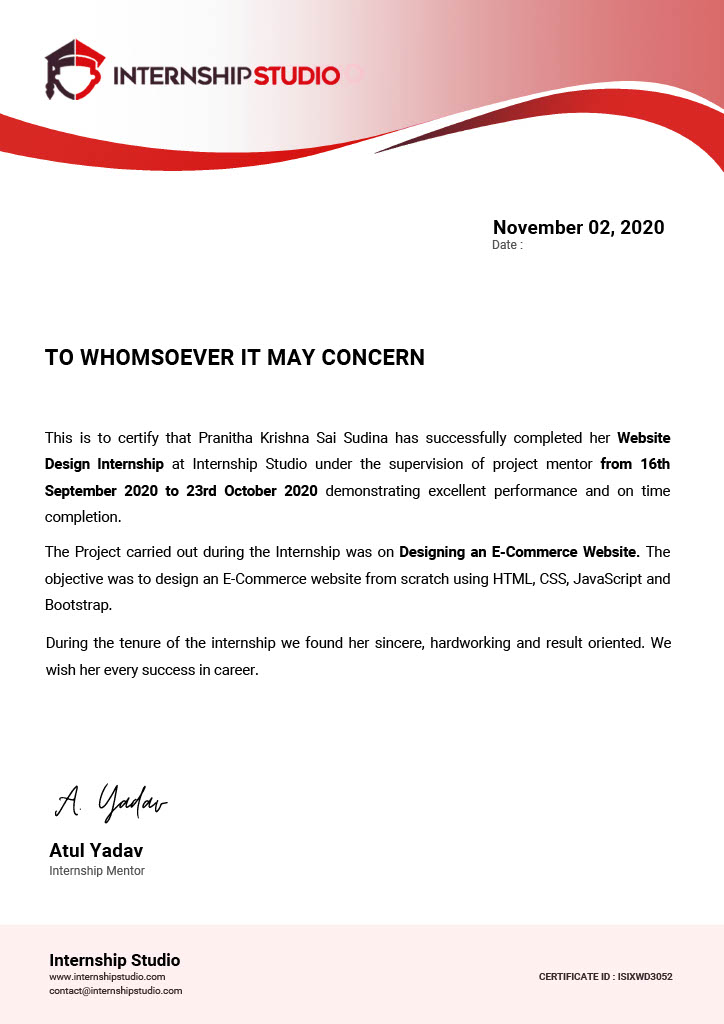 INTERNSHIP STUDIO
November 02, 2020
Date :
TO WHOMSOEVER IT MAY CONCERN
This is to certify that Pranitha Krishna Sai Sudina has successfully completed her Website
Design Internship at Internship Studio under the supervision of project mentor from 16th
September 2020 to 23rd October 2020 demonstrating excellent performance and on time
completion.
The Project carried out during the Internship was on Designing an E-Commerce Website. The
objective was to design an E-Commerce website from scratch using HTML, CSS, JavaScript and
Bootstrap.
During the tenure of the internship we found her sincere, hardworking and result oriented. We
wish her every success in career.
A. Yadav
Atul Yadav
Internship Mentor
Internship Studio
www.internshipstudio.com
contact@internshipstudio.com
CERTIFICATE ID : ISIXWD3052